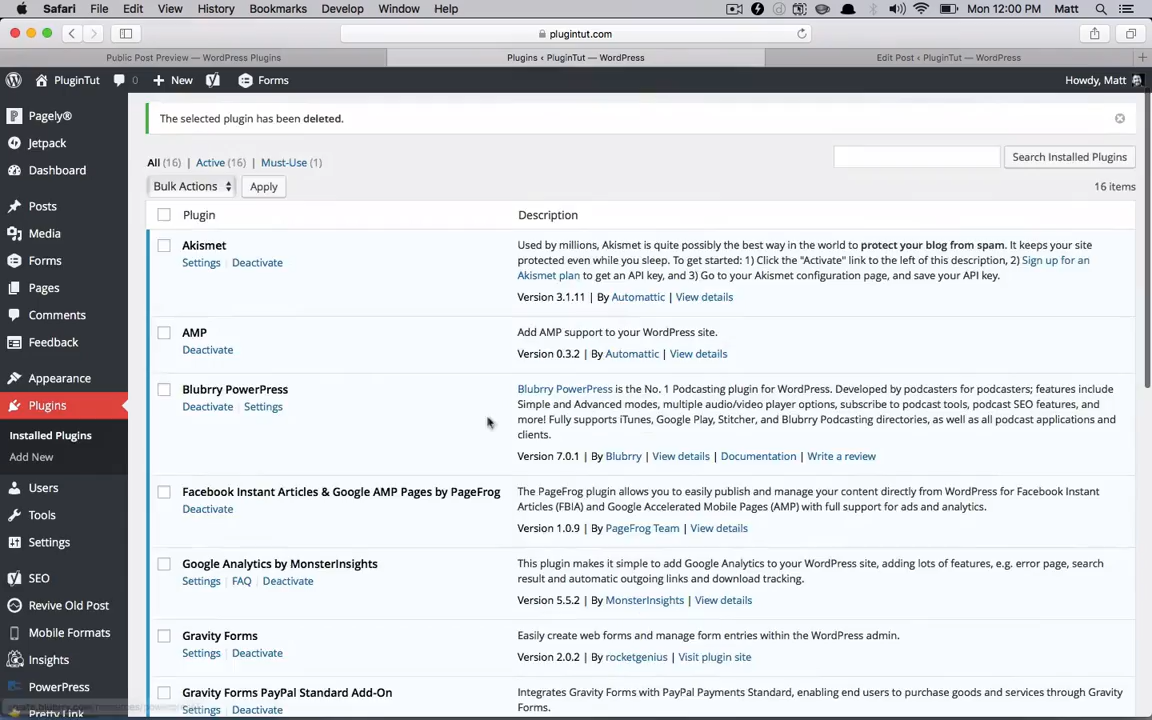 Safari File Edit View History Bookmarks Develop Window Help Mon 12:00 PM Matt
plugintut.com
Public Post Preview — WordPress Plugins
Plugins ‹ PluginTut — WordPress
Edit Post ‹ PluginTut — WordPress
PluginTut 0 + New Forms Howdy, Matt
Pagely®
Jetpack
Dashboard
Posts
Media
Forms
Pages
Comments
Feedback
Appearance
Plugins
Installed Plugins
Add New
Users
Tools
Settings
SEO
Revive Old Post
Mobile Formats
Insights
PowerPress
Pretty Link
The selected plugin has been deleted.
All (16) | Active (16) | Must-Use (1)
Search Installed Plugins
Bulk Actions Apply
16 items
Plugin Description
Akismet
Settings | Deactivate
Used by millions, Akismet is quite possibly the best way in the world to protect your blog from spam. It keeps your site
protected even while you sleep. To get started: 1) Click the "Activate" link to the left of this description, 2) Sign up for an
Akismet plan to get an API key, and 3) Go to your Akismet configuration page, and save your API key.
Version 3.1.11 | By Automattic | View details
AMP
Deactivate
Add AMP support to your WordPress site.
Version 0.3.2 | By Automattic | View details
Blubrry PowerPress
Deactivate | Settings
Blubrry PowerPress is the No. 1 Podcasting plugin for WordPress. Developed by podcasters for podcasters; features include
Simple and Advanced modes, multiple audio/video player options, subscribe to podcast tools, podcast SEO features, and
more! Fully supports iTunes, Google Play, Stitcher, and Blubrry Podcasting directories, as well as all podcast applications and
clients.
Version 7.0.1 | By Blubrry | View details | Documentation | Write a review
Facebook Instant Articles & Google AMP Pages by PageFrog
Deactivate
The PageFrog plugin allows you to easily publish and manage your content directly from WordPress for Facebook Instant
Articles (FBIA) and Google Accelerated Mobile Pages (AMP) with full support for ads and analytics.
Version 1.0.9 | By PageFrog Team | View details
Google Analytics by MonsterInsights
Settings | FAQ | Deactivate
This plugin makes it simple to add Google Analytics to your WordPress site, adding lots of features, e.g. error page, search
result and automatic outgoing links and download tracking.
Version 5.5.2 | By MonsterInsights | View details
Gravity Forms
Settings | Deactivate
Easily create web forms and manage form entries within the WordPress admin.
Version 2.0.2 | By rocketgenius | Visit plugin site
Gravity Forms PayPal Standard Add-On
Settings | Deactivate
Integrates Gravity Forms with PayPal Payments Standard, enabling end users to purchase goods and services through Gravity
Forms.